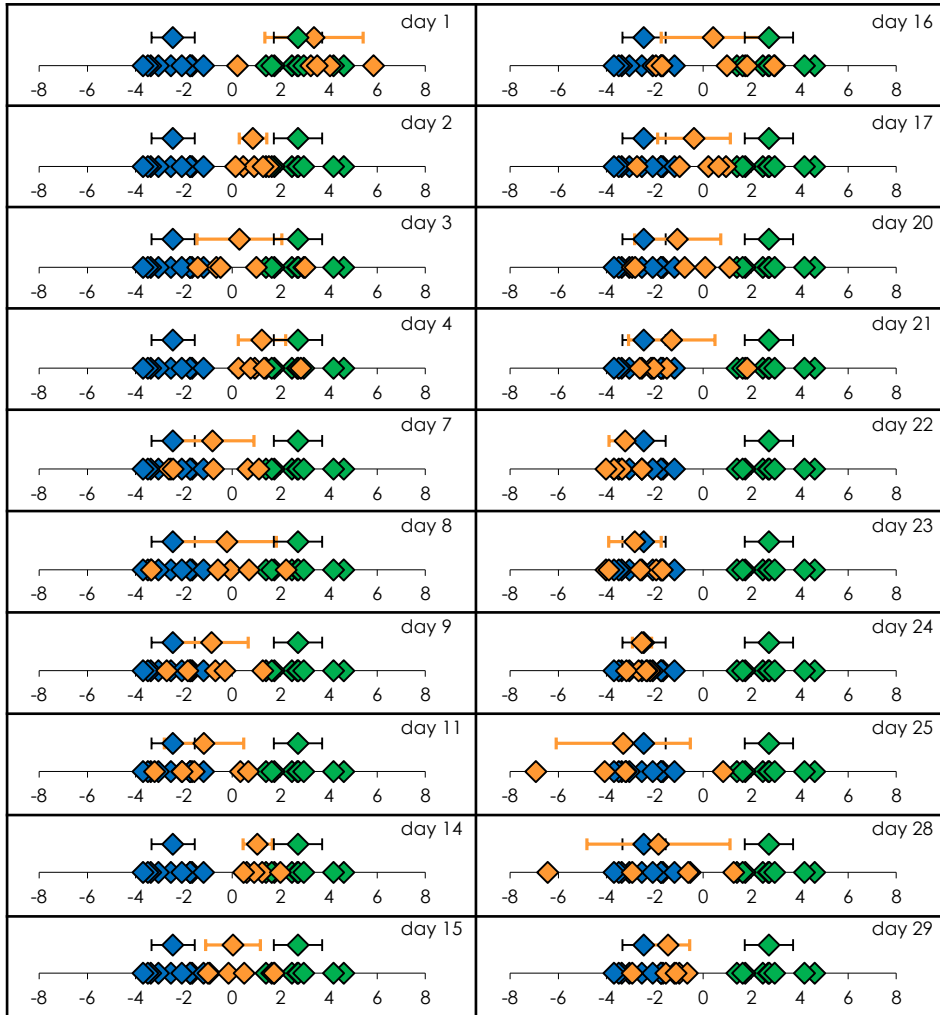 day 1
-8 -6 -4 -2 0 2 4 6 8
day 2
-8 -6 -4 -2 0 2 4 6 8
day 3
-8 -6 -4 -2 0 2 4 6 8
day 4
-8 -6 -4 -2 0 2 4 6 8
day 7
-8 -6 -4 -2 0 2 4 6 8
day 8
-8 -6 -4 -2 0 2 4 6 8
day 9
-8 -6 -4 -2 0 2 4 6 8
day 11
-8 -6 -4 -2 0 2 4 6 8
day 14
-8 -6 -4 -2 0 2 4 6 8
day 15
-8 -6 -4 -2 0 2 4 6 8
day 16
-8 -6 -4 -2 0 2 4 6 8
day 17
-8 -6 -4 -2 0 2 4 6 8
day 20
-8 -6 -4 -2 0 2 4 6 8
day 21
-8 -6 -4 -2 0 2 4 6 8
day 22
-8 -6 -4 -2 0 2 4 6 8
day 23
-8 -6 -4 -2 0 2 4 6 8
day 24
-8 -6 -4 -2 0 2 4 6 8
day 25
-8 -6 -4 -2 0 2 4 6 8
day 28
-8 -6 -4 -2 0 2 4 6 8
day 29
-8 -6 -4 -2 0 2 4 6 8